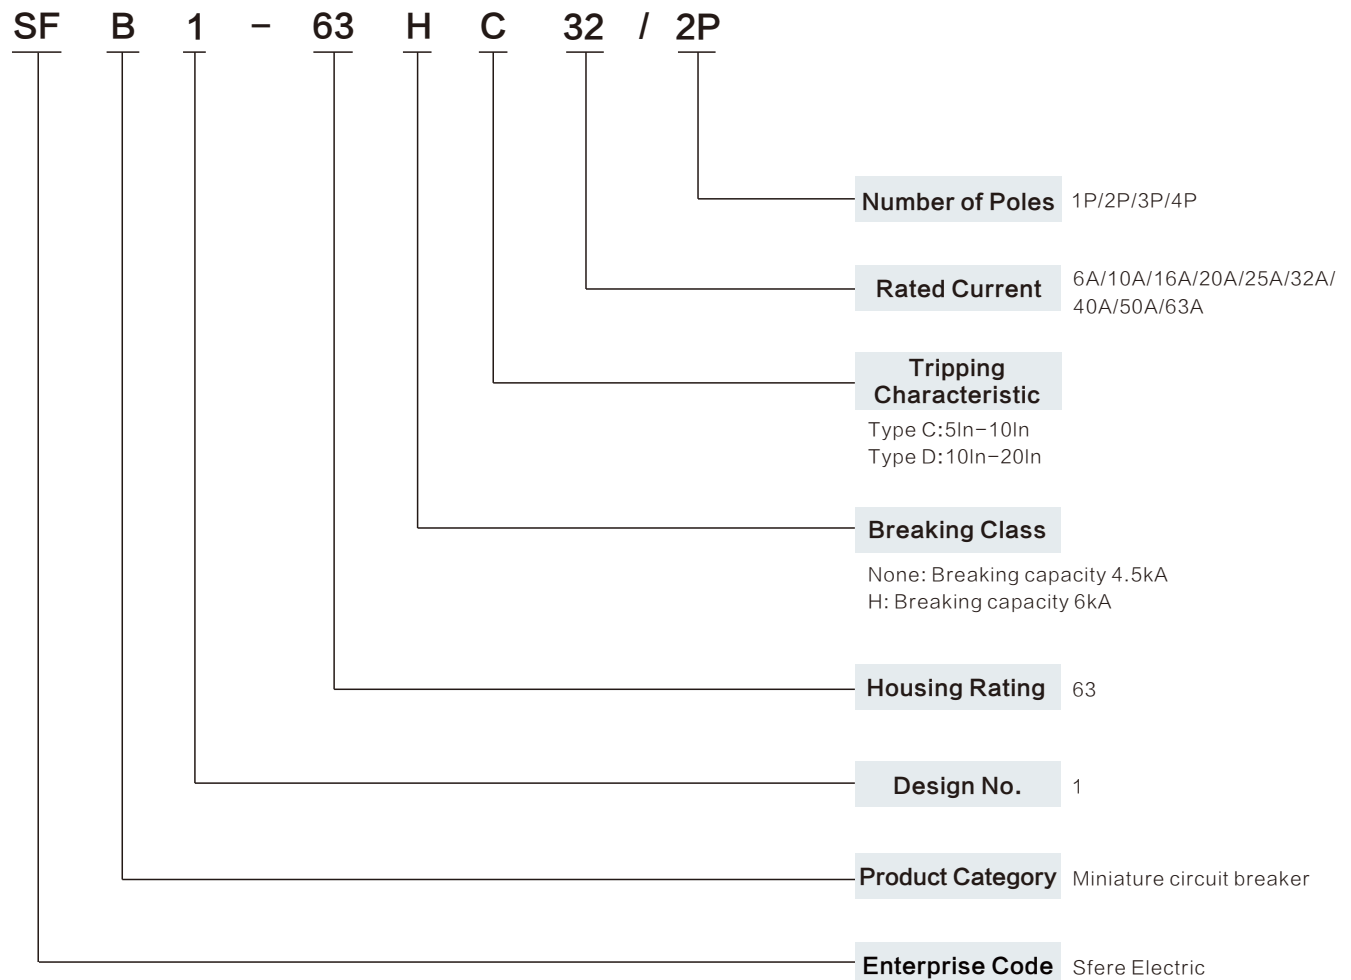 SF B 1 - 63 H C 32 / 2P
Number of Poles 1P/2P/3P/4P
Rated Current 6A/10A/16A/20A/25A/32A/
40A/50A/63A
Tripping
Characteristic
Type C:5In-10In
Type D:10In-20In
Breaking Class
None: Breaking capacity 4.5kA
H: Breaking capacity 6kA
Housing Rating 63
Design No. 1
Product Category Miniature circuit breaker
Enterprise Code Sfere Electric